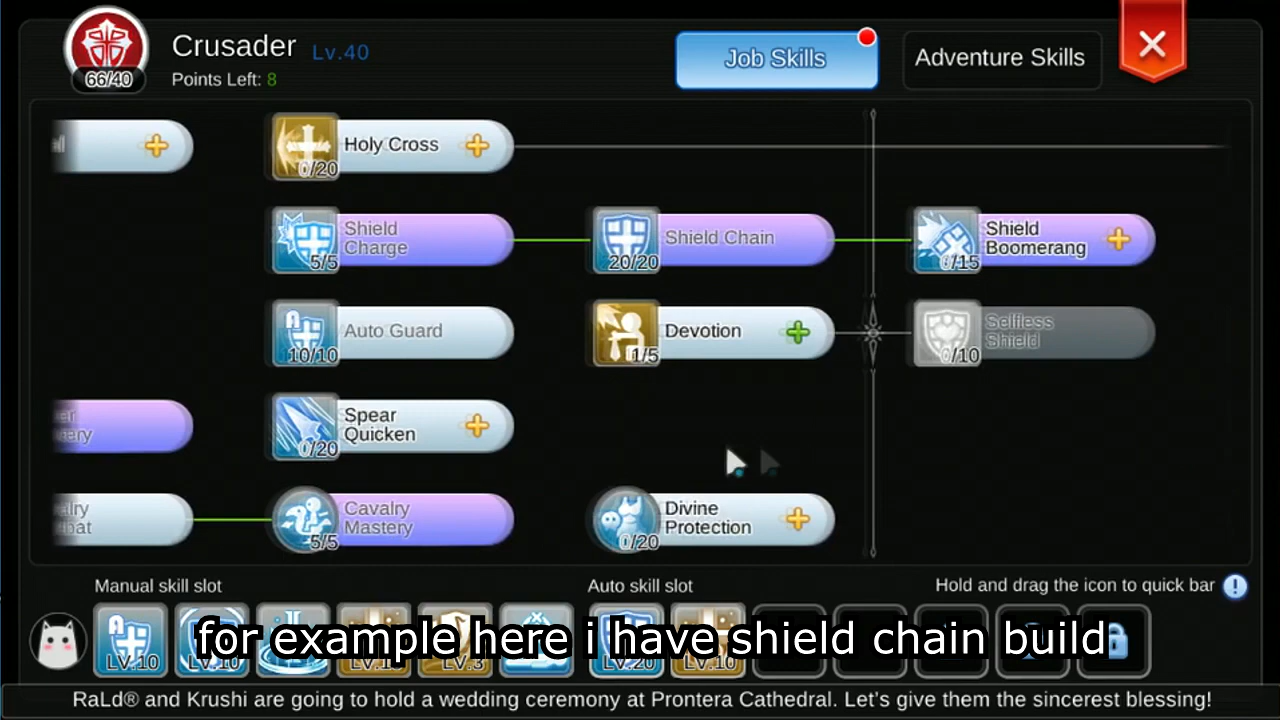 Crusader Lv.40
66/40
Points Left: 8
Job Skills
Adventure Skills
Holy Cross
0/20
Shield
Charge
5/5
Shield Chain
20/20
Shield
Boomerang
0/15
Auto Guard
10/10
Devotion
1/5
Selfless
Shield
0/10
Spear
Quicken
0/20
Cavalry
Mastery
5/5
Divine
Protection
0/20
Manual skill slot
Auto skill slot
Hold and drag the icon to quick bar
for example here i have shield chain build
LV.10
LV.3
LV.20
LV.10
RaLd® and Krushi are going to hold a wedding ceremony at Prontera Cathedral. Let's give them the sincerest blessing!